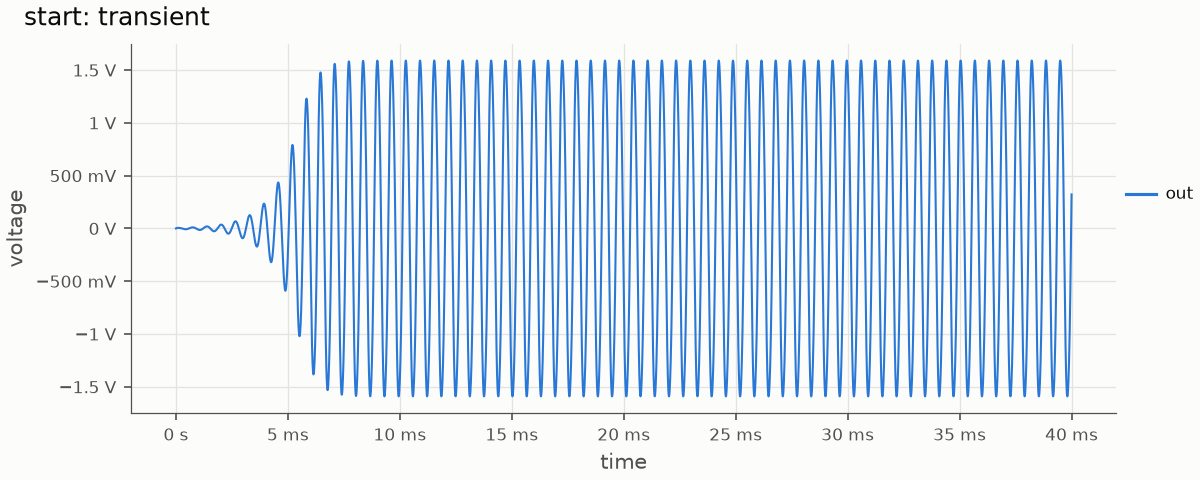 start: transient
voltage
1.5 V
1 V
500 mV
0 V
−500 mV
−1 V
−1.5 V
0 s
5 ms
10 ms
15 ms
20 ms
25 ms
30 ms
35 ms
40 ms
time
out